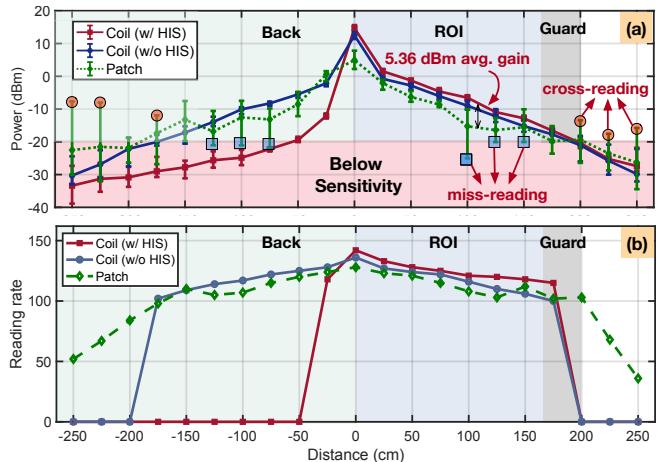 20
10
0
-10
-20
-30
-40
Power (dBm)
Coil (w/ HIS)
Coil (w/o HIS)
Patch
Back
ROI
Guard
(a)
5.36 dBm avg. gain
cross-reading
Below
Sensitivity
miss-reading
150
100
50
0
Reading rate
Coil (w/ HIS)
Coil (w/o HIS)
Patch
Back
ROI
Guard
(b)
-250 -200 -150 -100 -50 0 50 100 150 200 250
Distance (cm)